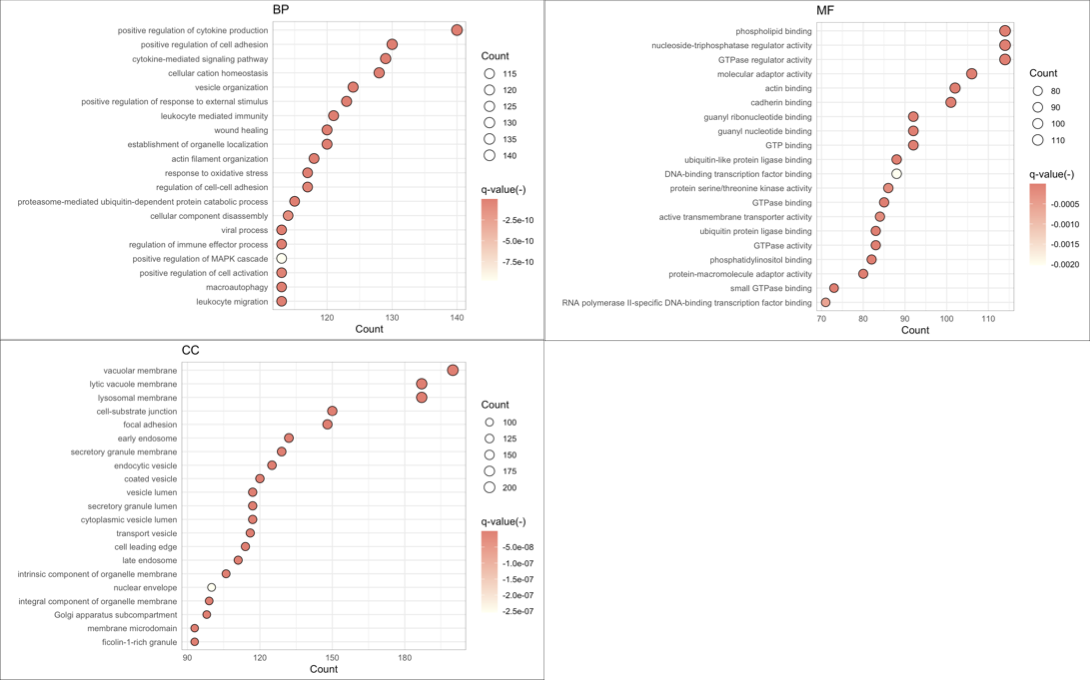 BP
positive regulation of cytokine production
positive regulation of cell adhesion
cytokine-mediated signaling pathway
cellular cation homeostasis
vesicle organization
positive regulation of response to external stimulus
leukocyte mediated immunity
wound healing
establishment of organelle localization
actin filament organization
response to oxidative stress
regulation of cell-cell adhesion
proteasome-mediated ubiquitin-dependent protein catabolic process
cellular component disassembly
viral process
regulation of immune effector process
positive regulation of MAPK cascade
positive regulation of cell activation
macroautophagy
leukocyte migration
120 130 140
Count
Count
115
120
125
130
135
140
q-value(-)
-2.5e-10
-5.0e-10
-7.5e-10
MF
phospholipid binding
nucleoside-triphosphatase regulator activity
GTPase regulator activity
molecular adaptor activity
actin binding
cadherin binding
guanyl ribonucleotide binding
guanyl nucleotide binding
GTP binding
ubiquitin-like protein ligase binding
DNA-binding transcription factor binding
protein serine/threonine kinase activity
GTPase binding
active transmembrane transporter activity
ubiquitin protein ligase binding
GTPase activity
phosphatidylinositol binding
protein-macromolecule adaptor activity
small GTPase binding
RNA polymerase II-specific DNA-binding transcription factor binding
70 80 90 100 110
Count
Count
80
90
100
110
q-value(-)
-0.0005
-0.0010
-0.0015
-0.0020
CC
vacuolar membrane
lytic vacuole membrane
lysosomal membrane
cell-substrate junction
focal adhesion
early endosome
secretory granule membrane
endocytic vesicle
coated vesicle
vesicle lumen
secretory granule lumen
cytoplasmic vesicle lumen
transport vesicle
cell leading edge
late endosome
intrinsic component of organelle membrane
nuclear envelope
integral component of organelle membrane
Golgi apparatus subcompartment
membrane microdomain
ficolin-1-rich granule
90 120 150 180
Count
Count
100
125
150
175
200
q-value(-)
-5.0e-08
-1.0e-07
-1.5e-07
-2.0e-07
-2.5e-07